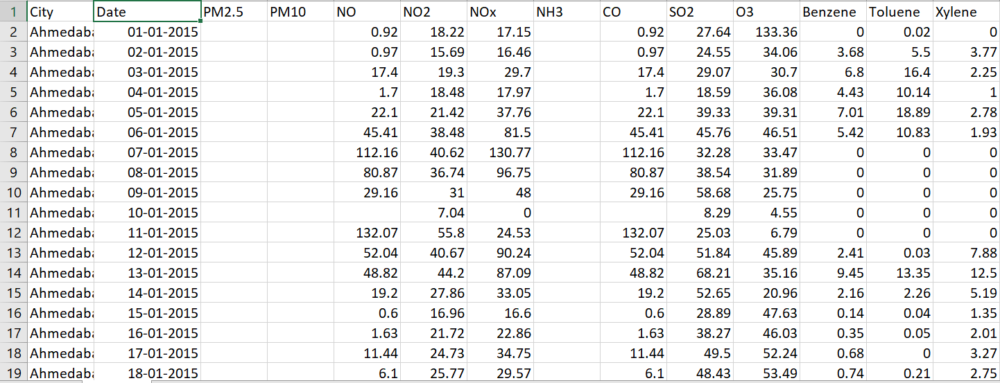 1 City Date PM2.5 PM10 NO NO2 NOx NH3 CO SO2 O3 Benzene Toluene Xylene
2 Ahmedaba 01-01-2015 0.92 18.22 17.15 0.92 27.64 133.36 0 0.02 0
3 Ahmedaba 02-01-2015 0.97 15.69 16.46 0.97 24.55 34.06 3.68 5.5 3.77
4 Ahmedaba 03-01-2015 17.4 19.3 29.7 17.4 29.07 30.7 6.8 16.4 2.25
5 Ahmedaba 04-01-2015 1.7 18.48 17.97 1.7 18.59 36.08 4.43 10.14 1
6 Ahmedaba 05-01-2015 22.1 21.42 37.76 22.1 39.33 39.31 7.01 18.89 2.78
7 Ahmedaba 06-01-2015 45.41 38.48 81.5 45.41 45.76 46.51 5.42 10.83 1.93
8 Ahmedaba 07-01-2015 112.16 40.62 130.77 112.16 32.28 33.47 0 0 0
9 Ahmedaba 08-01-2015 80.87 36.74 96.75 80.87 38.54 31.89 0 0 0
10 Ahmedaba 09-01-2015 29.16 31 48 29.16 58.68 25.75 0 0 0
11 Ahmedaba 10-01-2015 7.04 0 8.29 4.55 0 0 0
12 Ahmedaba 11-01-2015 132.07 55.8 24.53 132.07 25.03 6.79 0 0 0
13 Ahmedaba 12-01-2015 52.04 40.67 90.24 52.04 51.84 45.89 2.41 0.03 7.88
14 Ahmedaba 13-01-2015 48.82 44.2 87.09 48.82 68.21 35.16 9.45 13.35 12.5
15 Ahmedaba 14-01-2015 19.2 27.86 33.05 19.2 52.65 20.96 2.16 2.26 5.19
16 Ahmedaba 15-01-2015 0.6 16.96 16.6 0.6 28.89 47.63 0.14 0.04 1.35
17 Ahmedaba 16-01-2015 1.63 21.72 22.86 1.63 38.27 46.03 0.35 0.05 2.01
18 Ahmedaba 17-01-2015 11.44 24.73 34.75 11.44 49.5 52.24 0.68 0 3.27
19 Ahmedaba 18-01-2015 6.1 25.77 29.57 6.1 48.43 53.49 0.74 0.21 2.75